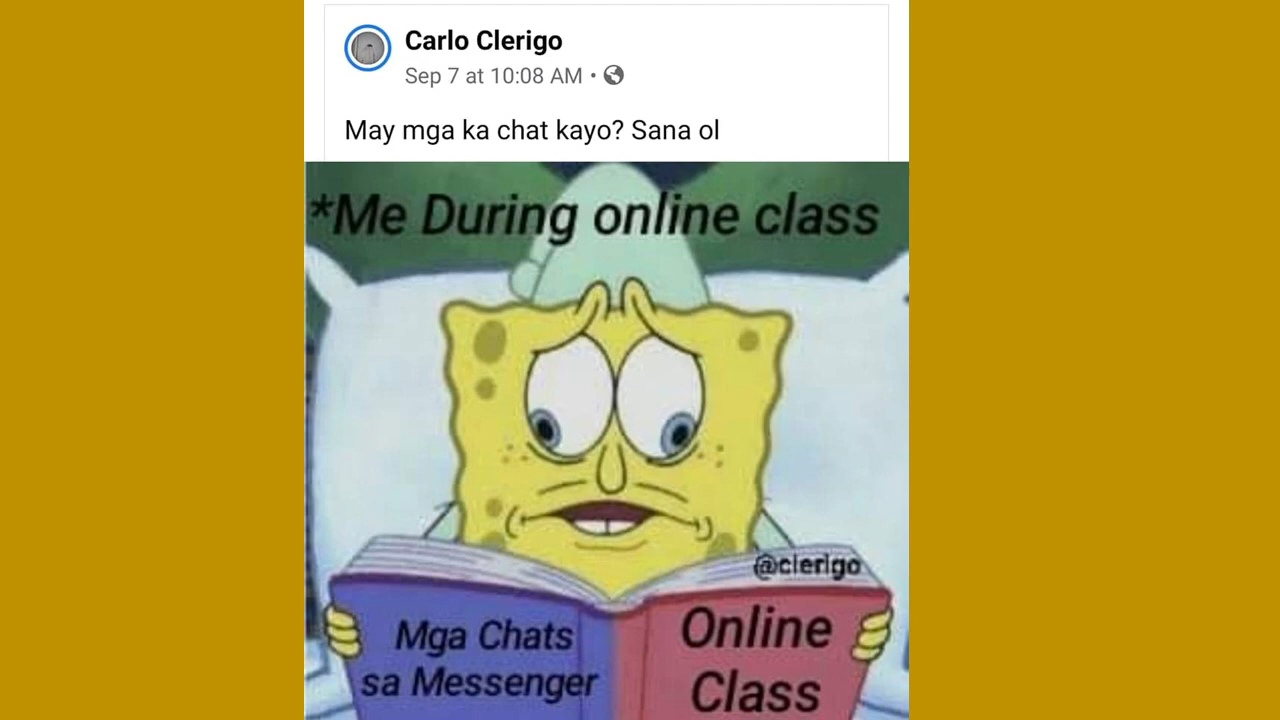 Carlo Clerigo
Sep 7 at 10:08 AM •
May mga ka chat kayo? Sana ol
*Me During online class
@clerigo
Mga Chats
sa Messenger
Online
Class